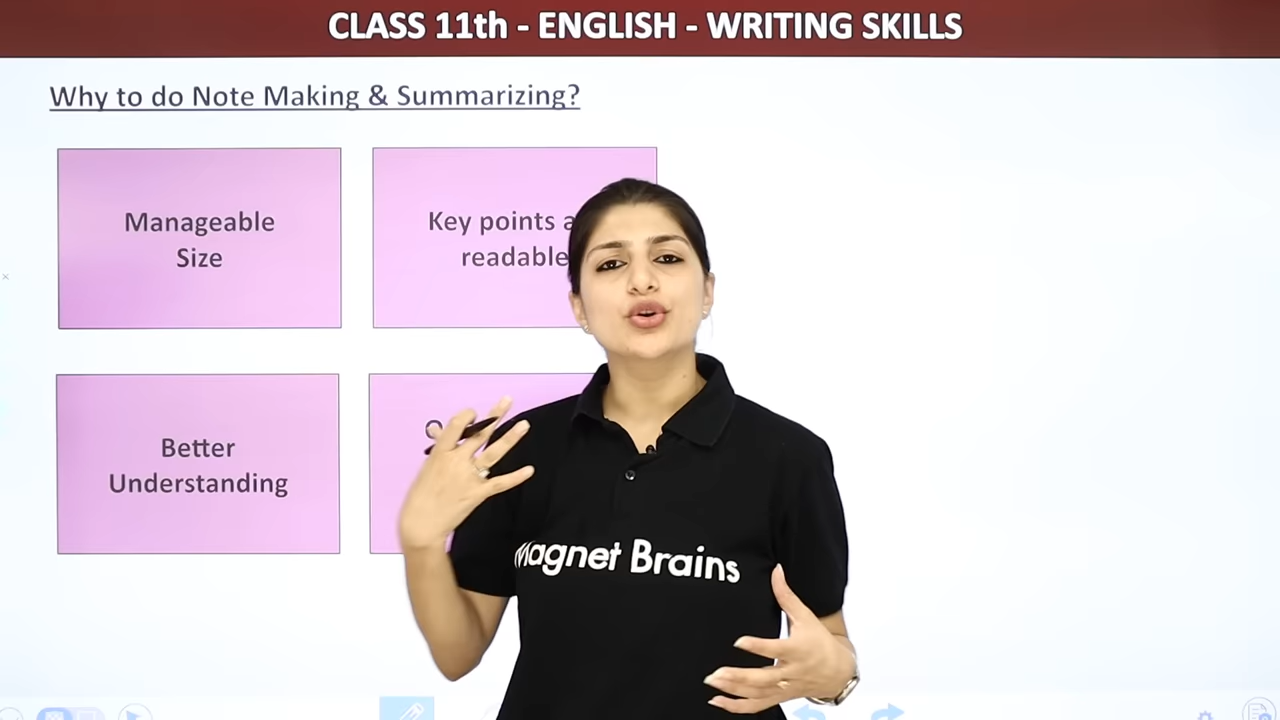 CLASS 11th - ENGLISH - WRITING SKILLS
Why to do Note Making & Summarizing?
Manageable
Size
Key points
readable
Better
Understanding
Magnet Brains